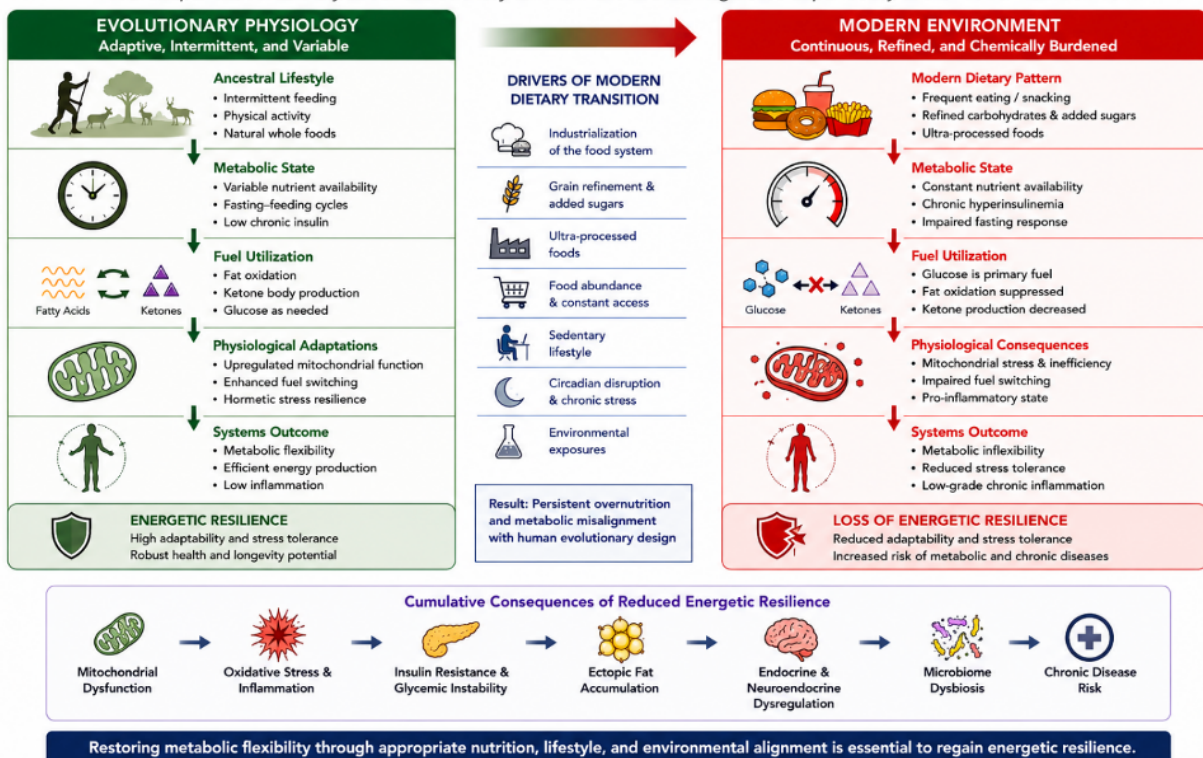 EVOLUTIONARY PHYSIOLOGY
Adaptive, Intermittent, and Variable
Ancestral Lifestyle
• Intermittent feeding
• Physical activity
• Natural whole foods
Metabolic State
• Variable nutrient availability
• Fasting–feeding cycles
• Low chronic insulin
Fuel Utilization
• Fat oxidation
• Ketone body production
• Glucose as needed
Fatty Acids
Ketones
Physiological Adaptations
• Upregulated mitochondrial function
• Enhanced fuel switching
• Hormetic stress resilience
Systems Outcome
• Metabolic flexibility
• Efficient energy production
• Low inflammation
ENERGETIC RESILIENCE
High adaptability and stress tolerance
Robust health and longevity potential
DRIVERS OF MODERN
DIETARY TRANSITION
Industrialization
of the food system
Grain refinement &
added sugars
Ultra-processed
foods
Food abundance
& constant access
Sedentary
lifestyle
Circadian disruption
& chronic stress
Environmental
exposures
Result: Persistent overnutrition
and metabolic misalignment
with human evolutionary design
MODERN ENVIRONMENT
Continuous, Refined, and Chemically Burdened
Modern Dietary Pattern
• Frequent eating / snacking
• Refined carbohydrates & added sugars
• Ultra-processed foods
Metabolic State
• Constant nutrient availability
• Chronic hyperinsulinemia
• Impaired fasting response
Fuel Utilization
• Glucose is primary fuel
• Fat oxidation suppressed
• Ketone production decreased
Glucose
Ketones
Physiological Consequences
• Mitochondrial stress & inefficiency
• Impaired fuel switching
• Pro-inflammatory state
Systems Outcome
• Metabolic inflexibility
• Reduced stress tolerance
• Low-grade chronic inflammation
LOSS OF ENERGETIC RESILIENCE
Reduced adaptability and stress tolerance
Increased risk of metabolic and chronic diseases
Cumulative Consequences of Reduced Energetic Resilience
Mitochondrial
Dysfunction
Oxidative Stress &
Inflammation
Insulin Resistance &
Glycemic Instability
Ectopic Fat
Accumulation
Endocrine &
Neuroendocrine
Dysregulation
Microbiome
Dysbiosis
Chronic Disease
Risk
Restoring metabolic flexibility through appropriate nutrition, lifestyle, and environmental alignment is essential to regain energetic resilience.